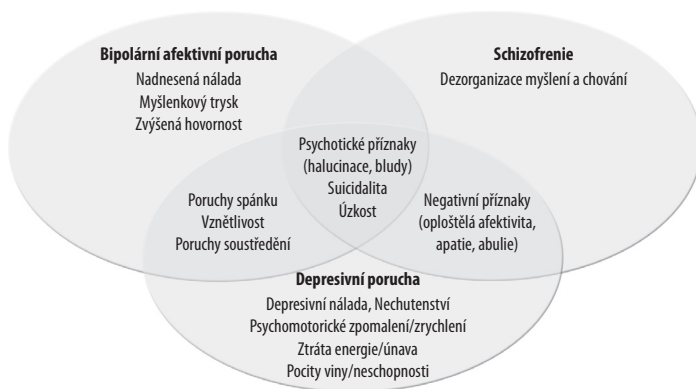 Bipolární afektivní porucha
Nadnesená nálada
Myšlenkový trysk
Zvýšená hovornost
Schizofrenie
Dezorganizace myšlení a chování
Psychotické příznaky
(halucinace, bludy)
Suicidalita
Úzkost
Poruchy spánku
Vznětlivost
Poruchy soustředění
Negativní příznaky
(oploštělá afektivita,
apatie, abulie)
Depresivní porucha
Depresivní nálada, Nechutenství
Psychomotorické zpomalení/zrychlení
Ztráta energie/únava
Pocity viny/neschopnosti